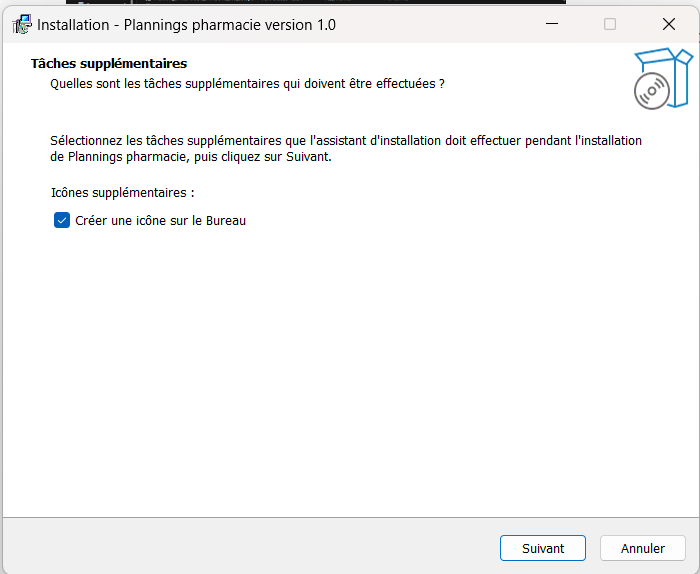 Installation - Plannings pharmacie version 1.0
Tâches supplémentaires
Quelles sont les tâches supplémentaires qui doivent être effectuées ?
Sélectionnez les tâches supplémentaires que l'assistant d'installation doit effectuer pendant l'installation
de Plannings pharmacie, puis cliquez sur Suivant.
Icônes supplémentaires :
Créer une icône sur le Bureau
Suivant
Annuler